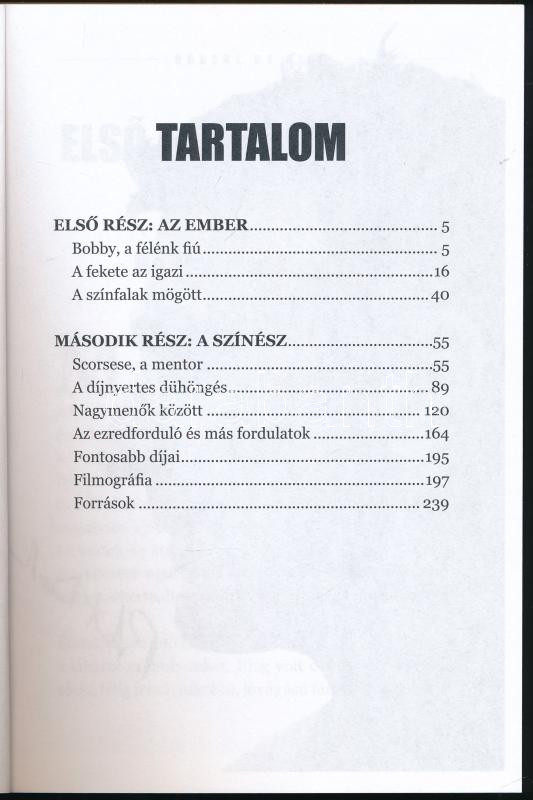 TARTALOM
ELSŐ RÉSZ: AZ EMBER.......... 5
Bobby, a félénk fiú.......... 5
A fekete az igazi.......... 16
A színfalak mögött.......... 40
MÁSODIK RÉSZ: A SZÍNÉSZ.......... 55
Scorsese, a mentor .......... 55
A díjnyertes dühöngés.......... 89
Nagymenők között .......... 120
Az ezredforduló és más fordulatok .......... 164
Fontosabb díjai.......... 195
Filmográfia .......... 197
Források .......... 239